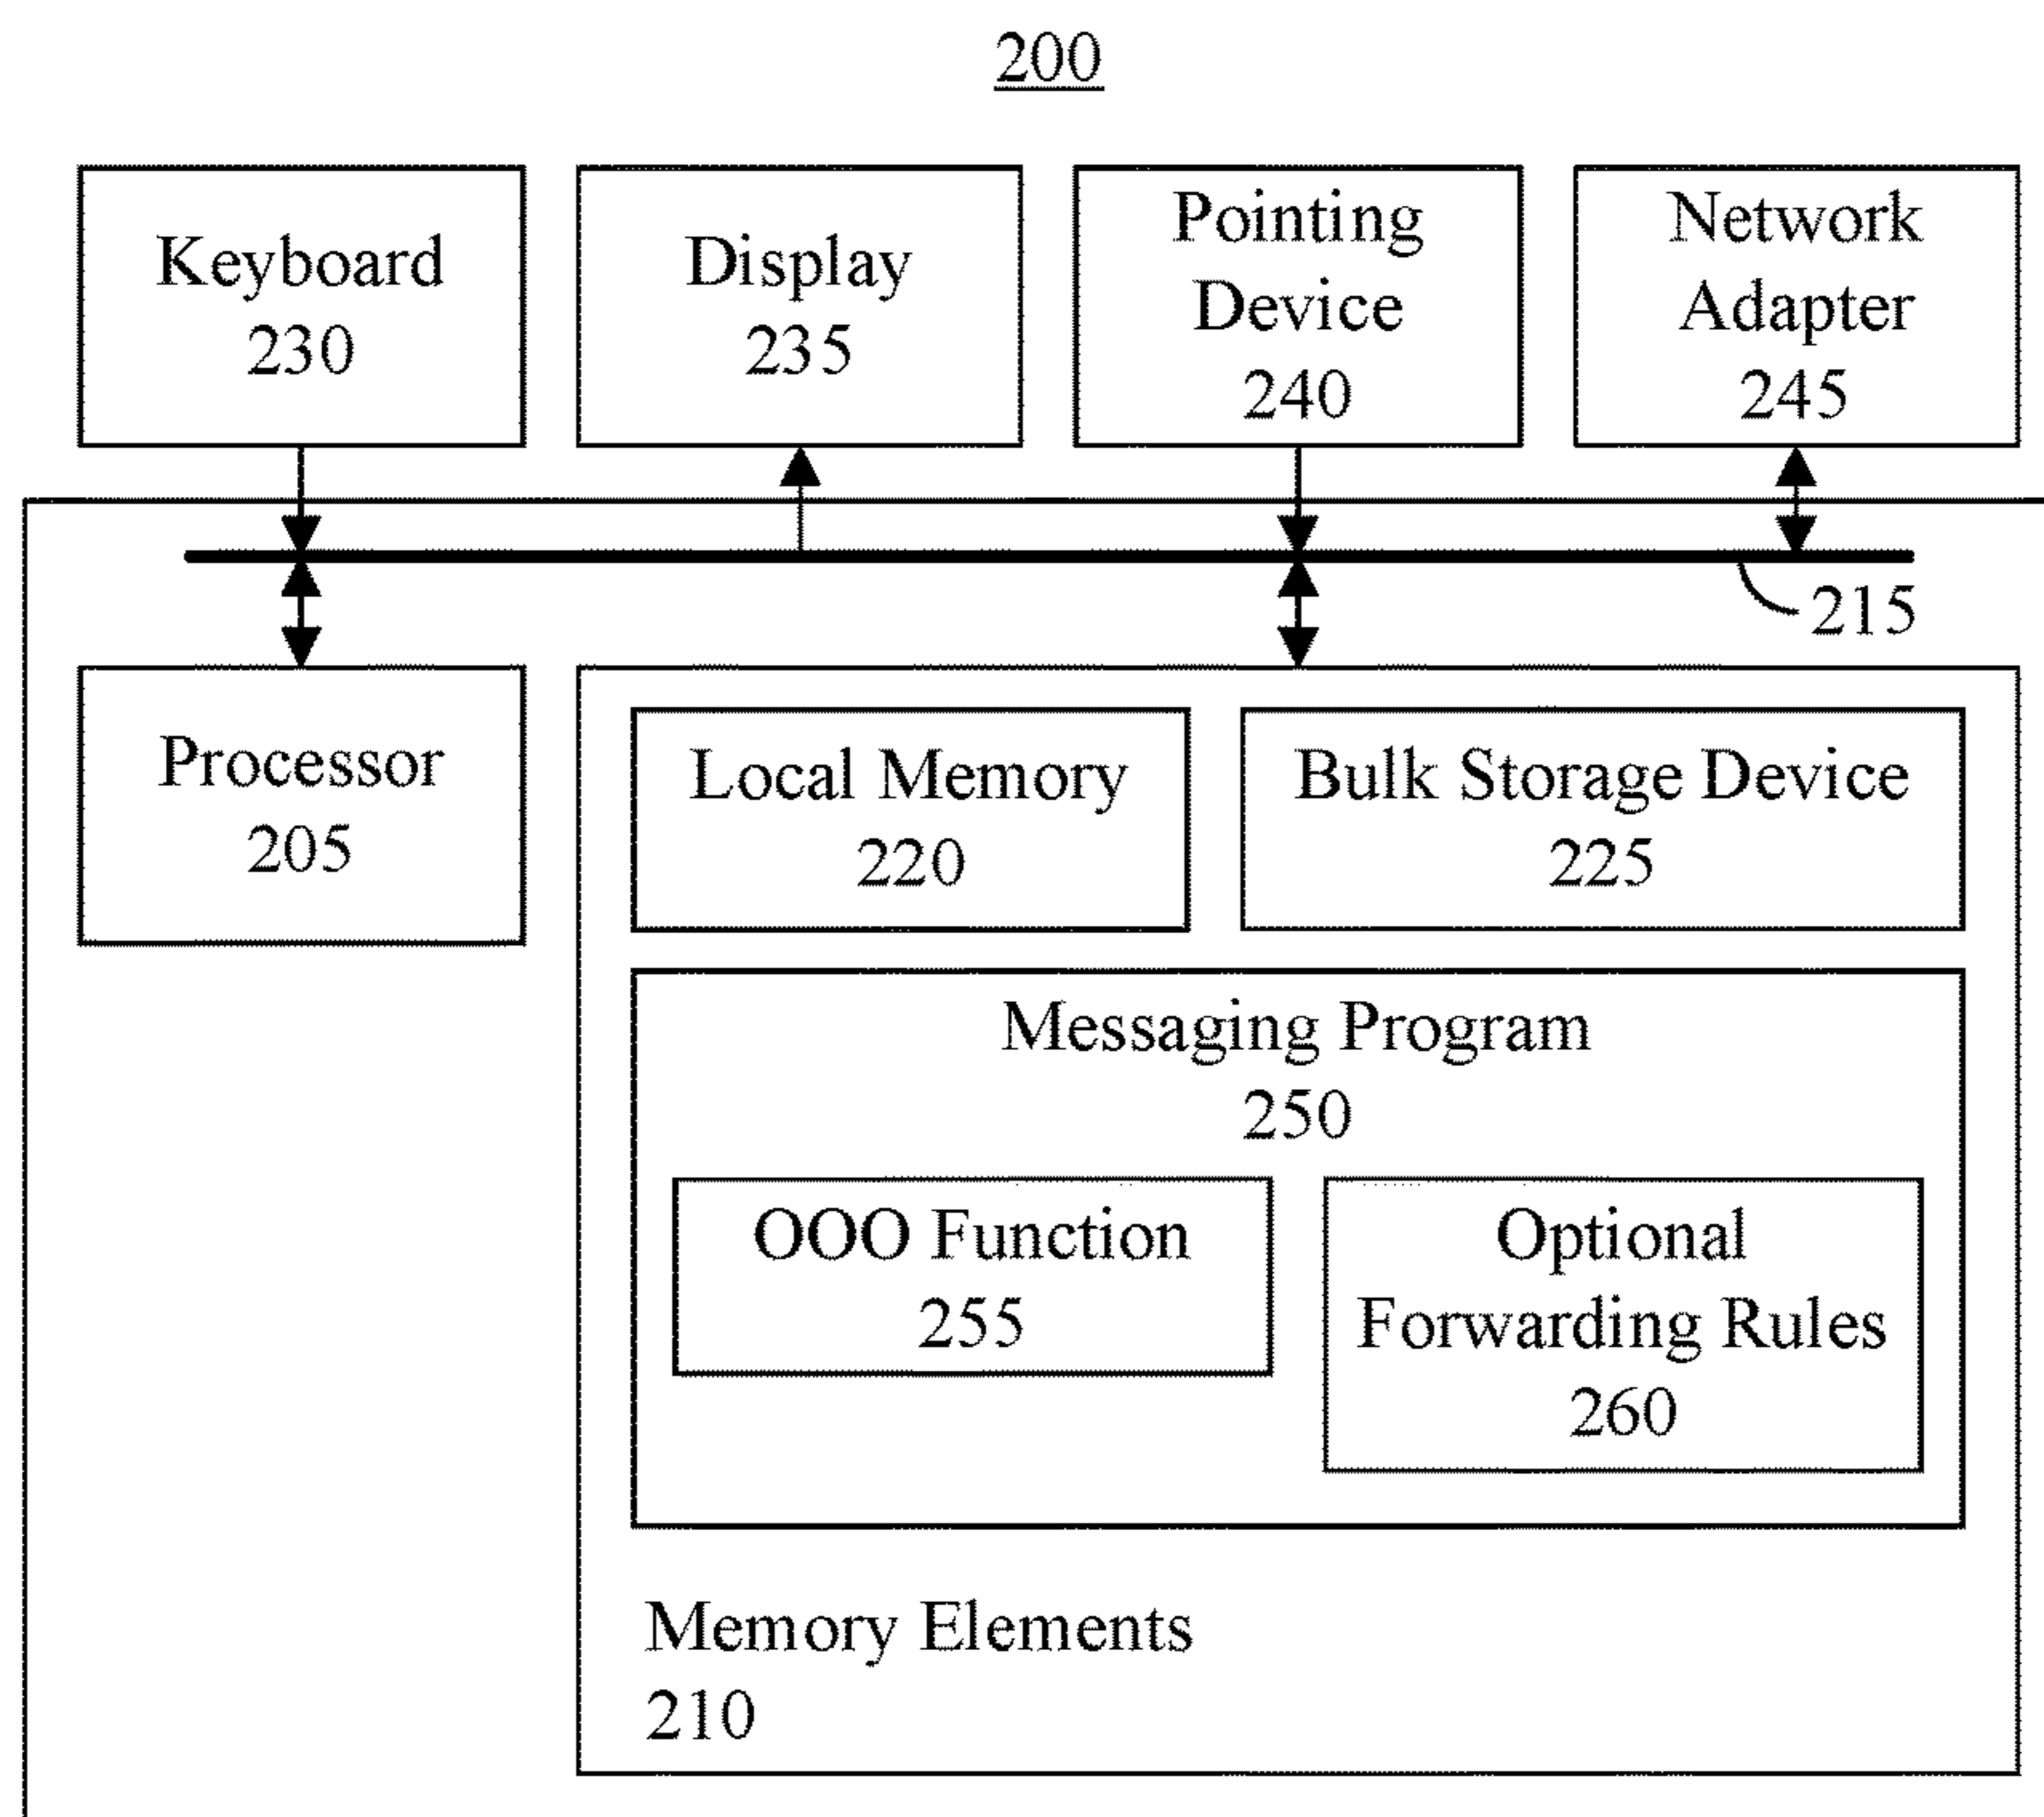 200
Keyboard
230
Display
235
Pointing
Device
240
Network
Adapter
245
215
Processor
205
Local Memory
220
Bulk Storage Device
225
Messaging Program
250
OOO Function
255
Optional
Forwarding Rules
260
Memory Elements
210